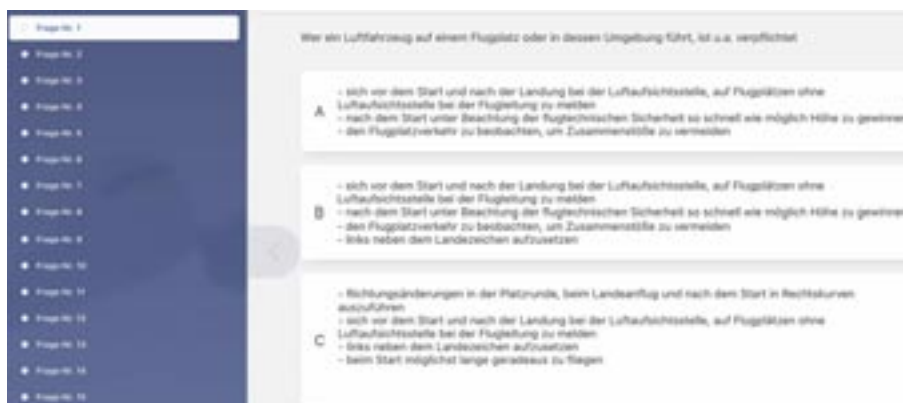 Frage Nr. 1
Frage Nr. 2
Frage Nr. 3
Frage Nr. 4
Frage Nr. 5
Frage Nr. 6
Frage Nr. 7
Frage Nr. 8
Frage Nr. 9
Frage Nr. 10
Frage Nr. 11
Frage Nr. 12
Frage Nr. 13
Frage Nr. 14
Frage Nr. 15
Wer ein Luftfahrzeug auf einem Flugplatz oder in dessen Umgebung führt, ist u.a. verpflichtet
A
- sich vor dem Start und nach der Landung bei der Luftaufsichtsstelle, auf Flugplätzen ohne
Luftaufsichtsstelle bei der Flugleitung zu melden
- nach dem Start unter Beachtung der flugtechnischen Sicherheit so schnell wie möglich Höhe zu gewinnen
- den Flugplatzverkehr zu beobachten, um Zusammenstöße zu vermeiden
B
- sich vor dem Start und nach der Landung bei der Luftaufsichtsstelle, auf Flugplätzen ohne
Luftaufsichtsstelle bei der Flugleitung zu melden
- nach dem Start unter Beachtung der flugtechnischen Sicherheit so schnell wie möglich Höhe zu gewinnen
- den Flugplatzverkehr zu beobachten, um Zusammenstöße zu vermeiden
- links neben dem Landezeichen aufzusetzen
C
- Richtungsänderungen in der Platzrunde, beim Landeanflug und nach dem Start in Rechtskurven
auszuführen
- sich vor dem Start und nach der Landung bei der Luftaufsichtsstelle, auf Flugplätzen ohne
Luftaufsichtsstelle bei der Flugleitung zu melden
- links neben dem Landezeichen aufzusetzen
- beim Start möglichst lange geradeaus zu fliegen